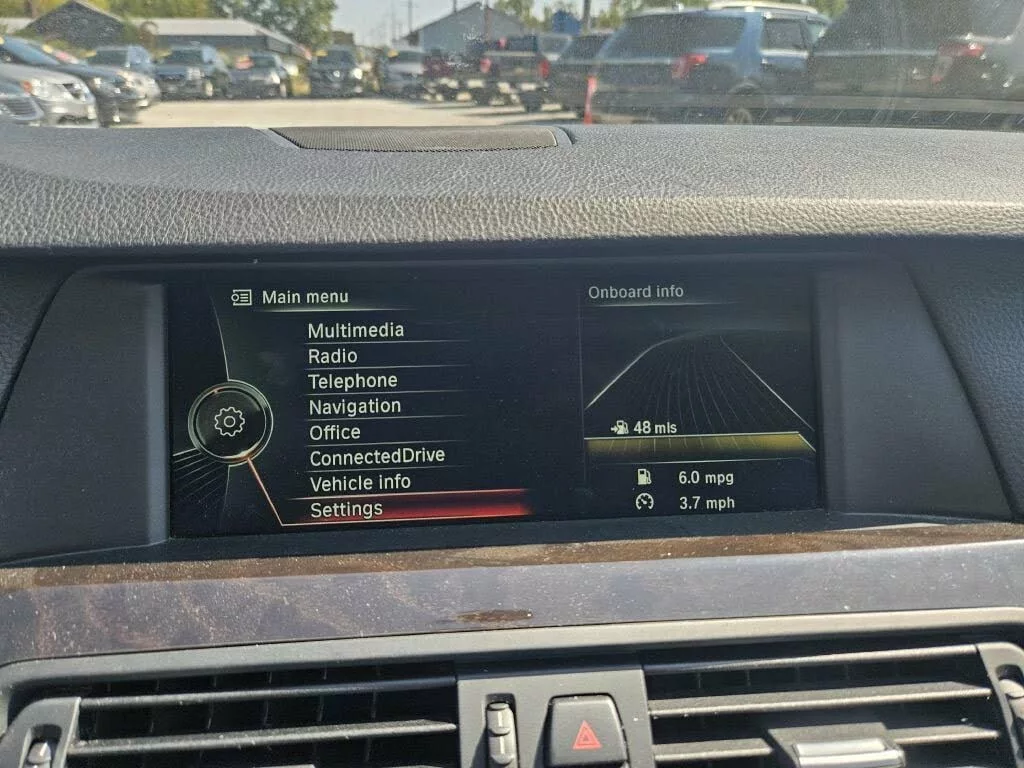 Main menu
Multimedia
Radio
Telephone
Navigation
Office
ConnectedDrive
Vehicle info
Settings
Onboard info
48 mls
6.0 mpg
3.7 mph